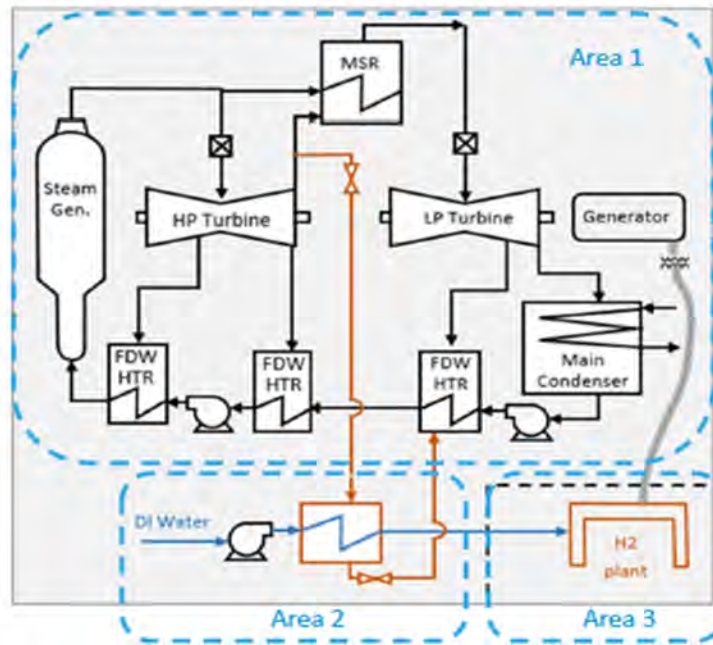 Area 1
MSR
Steam
Gen.
HP Turbine
LP Turbine
Generator
FDW
HTR
FDW
HTR
FDW
HTR
Main
Condenser
DI Water
H2
plant
Area 2
Area 3